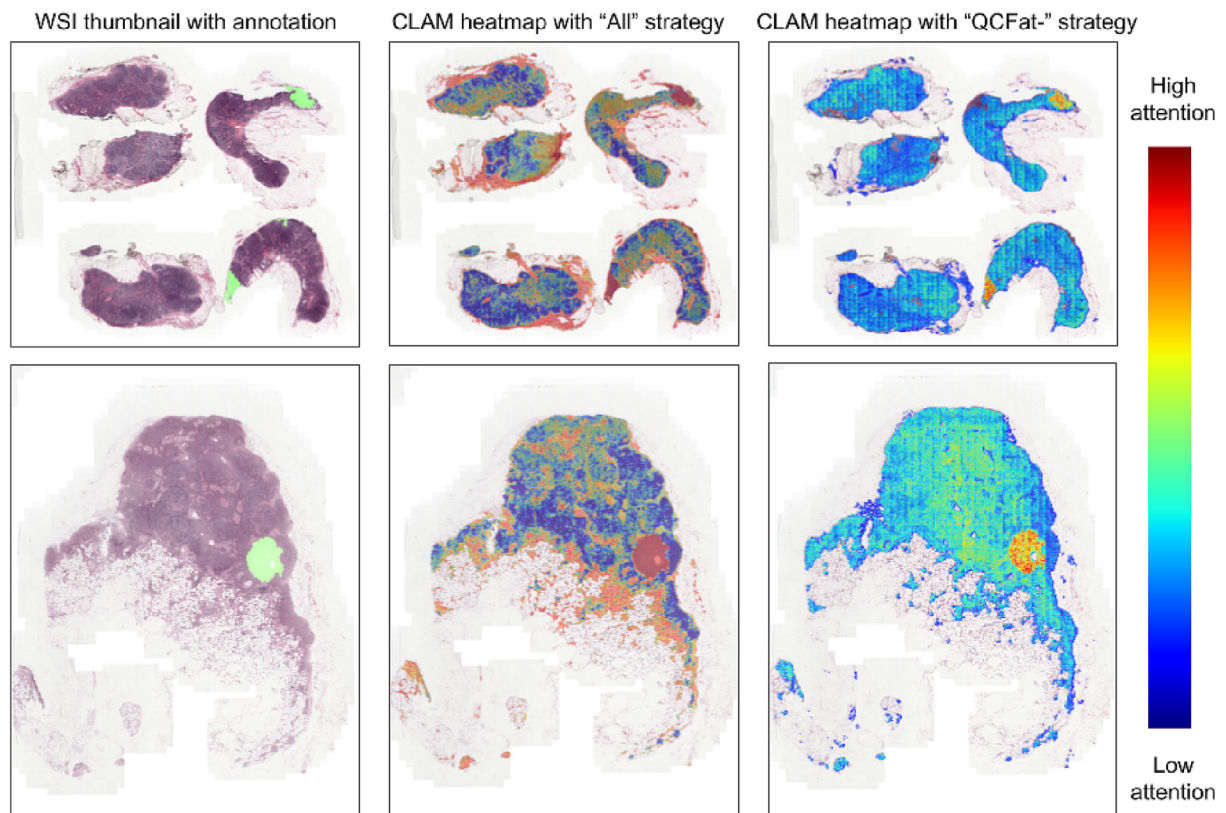 WSI thumbnail with annotation
CLAM heatmap with “All” strategy
CLAM heatmap with “QCFat-” strategy
High
attention
Low
attention